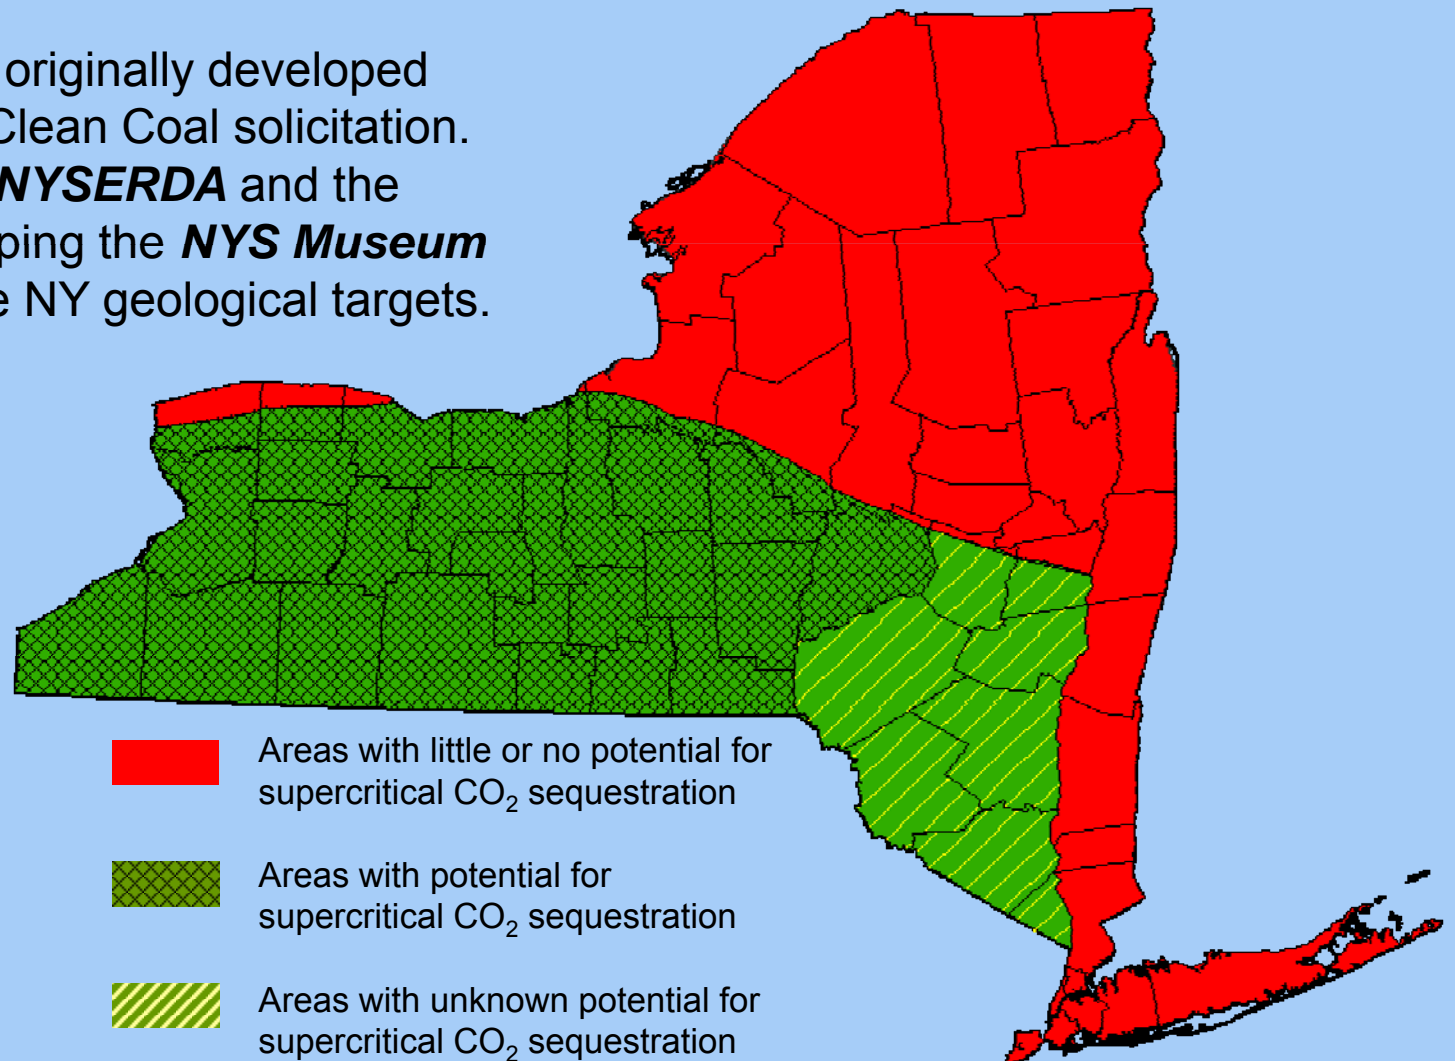 originally developed
Clean Coal solicitation.
NYSERDA and the
ping the NYS Museum
e NY geological targets.
Areas with little or no potential for
supercritical CO₂ sequestration
Areas with potential for
supercritical CO₂ sequestration
Areas with unknown potential for
supercritical CO₂ sequestration